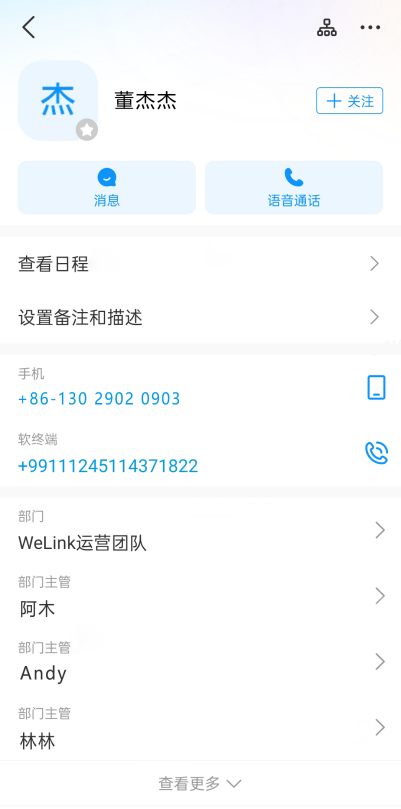 杰
董杰杰
关注
消息
语音通话
查看日程
设置备注和描述
手机
+86-130 2902 0903
软终端
+99111245114371822
部门
WeLink运营团队
部门主管
阿木
部门主管
Andy
部门主管
林林
查看更多